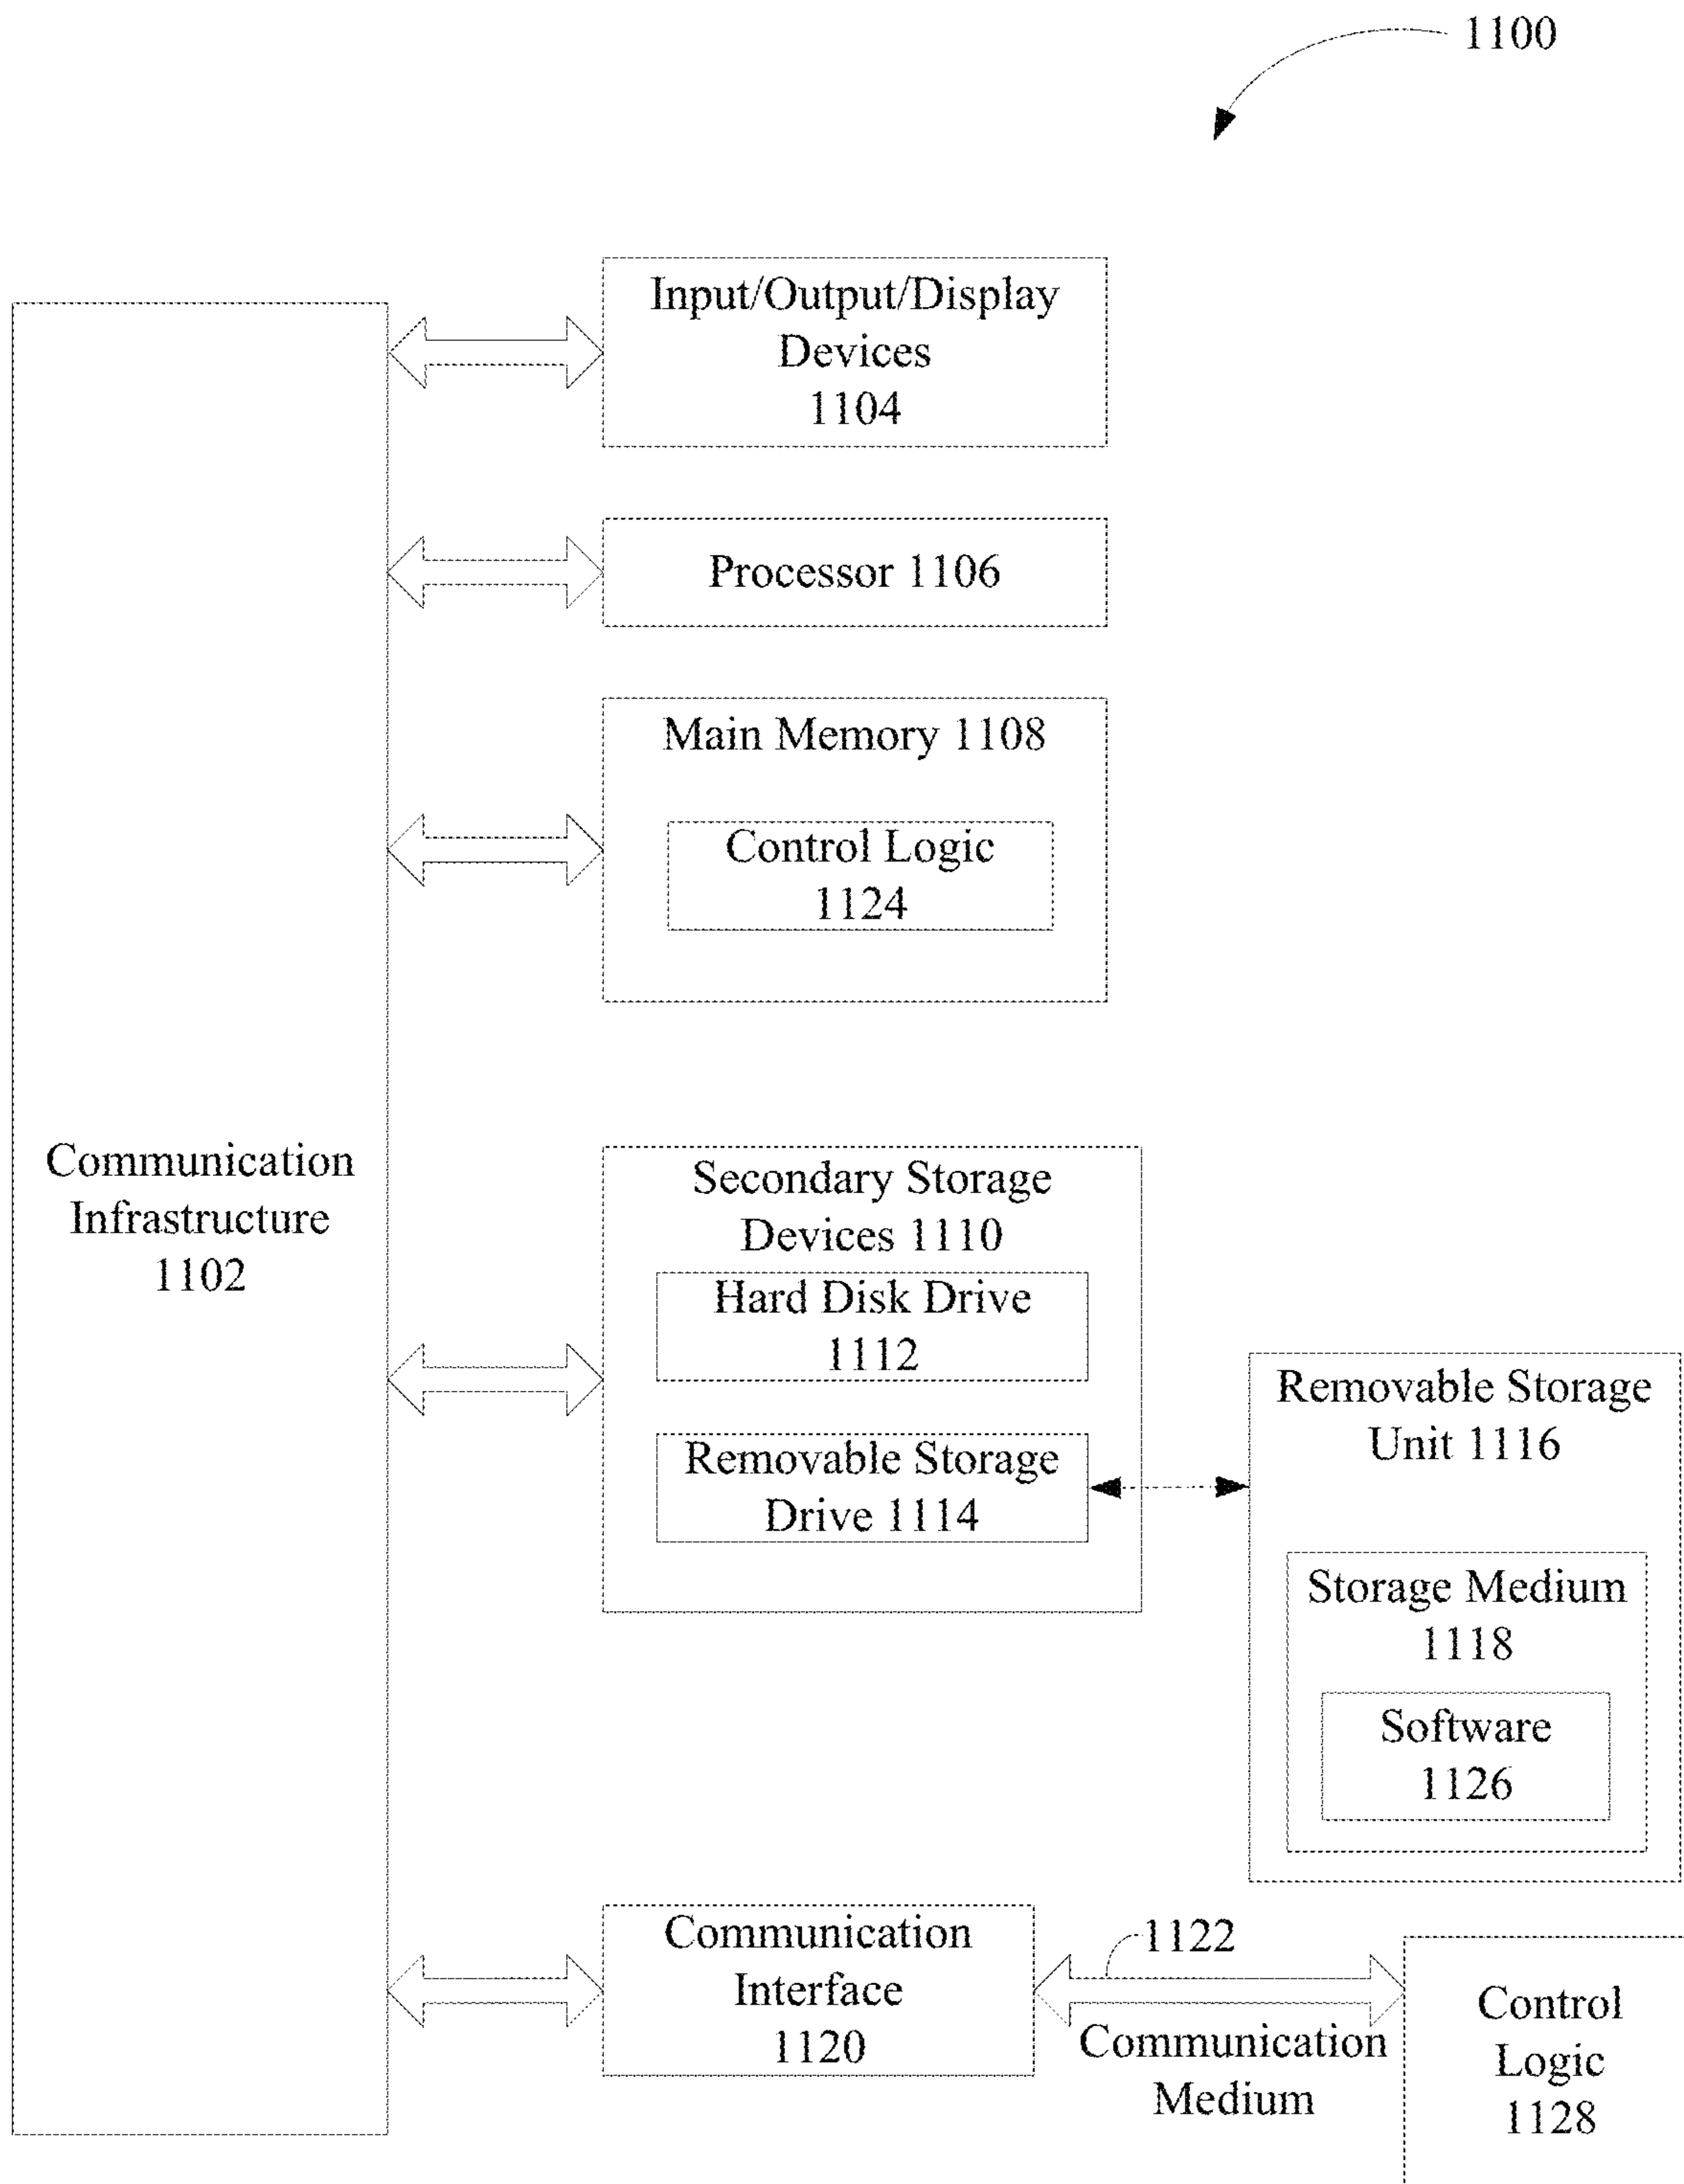 1100
Input/Output/Display
Devices
1104
Processor 1106
Main Memory 1108
Control Logic
1124
Communication
Infrastructure
1102
Secondary Storage
Devices 1110
Hard Disk Drive
1112
Removable Storage
Drive 1114
Removable Storage
Unit 1116
Storage Medium
1118
Software
1126
Communication
Interface
1120
1122
Communication
Medium
Control
Logic
1128